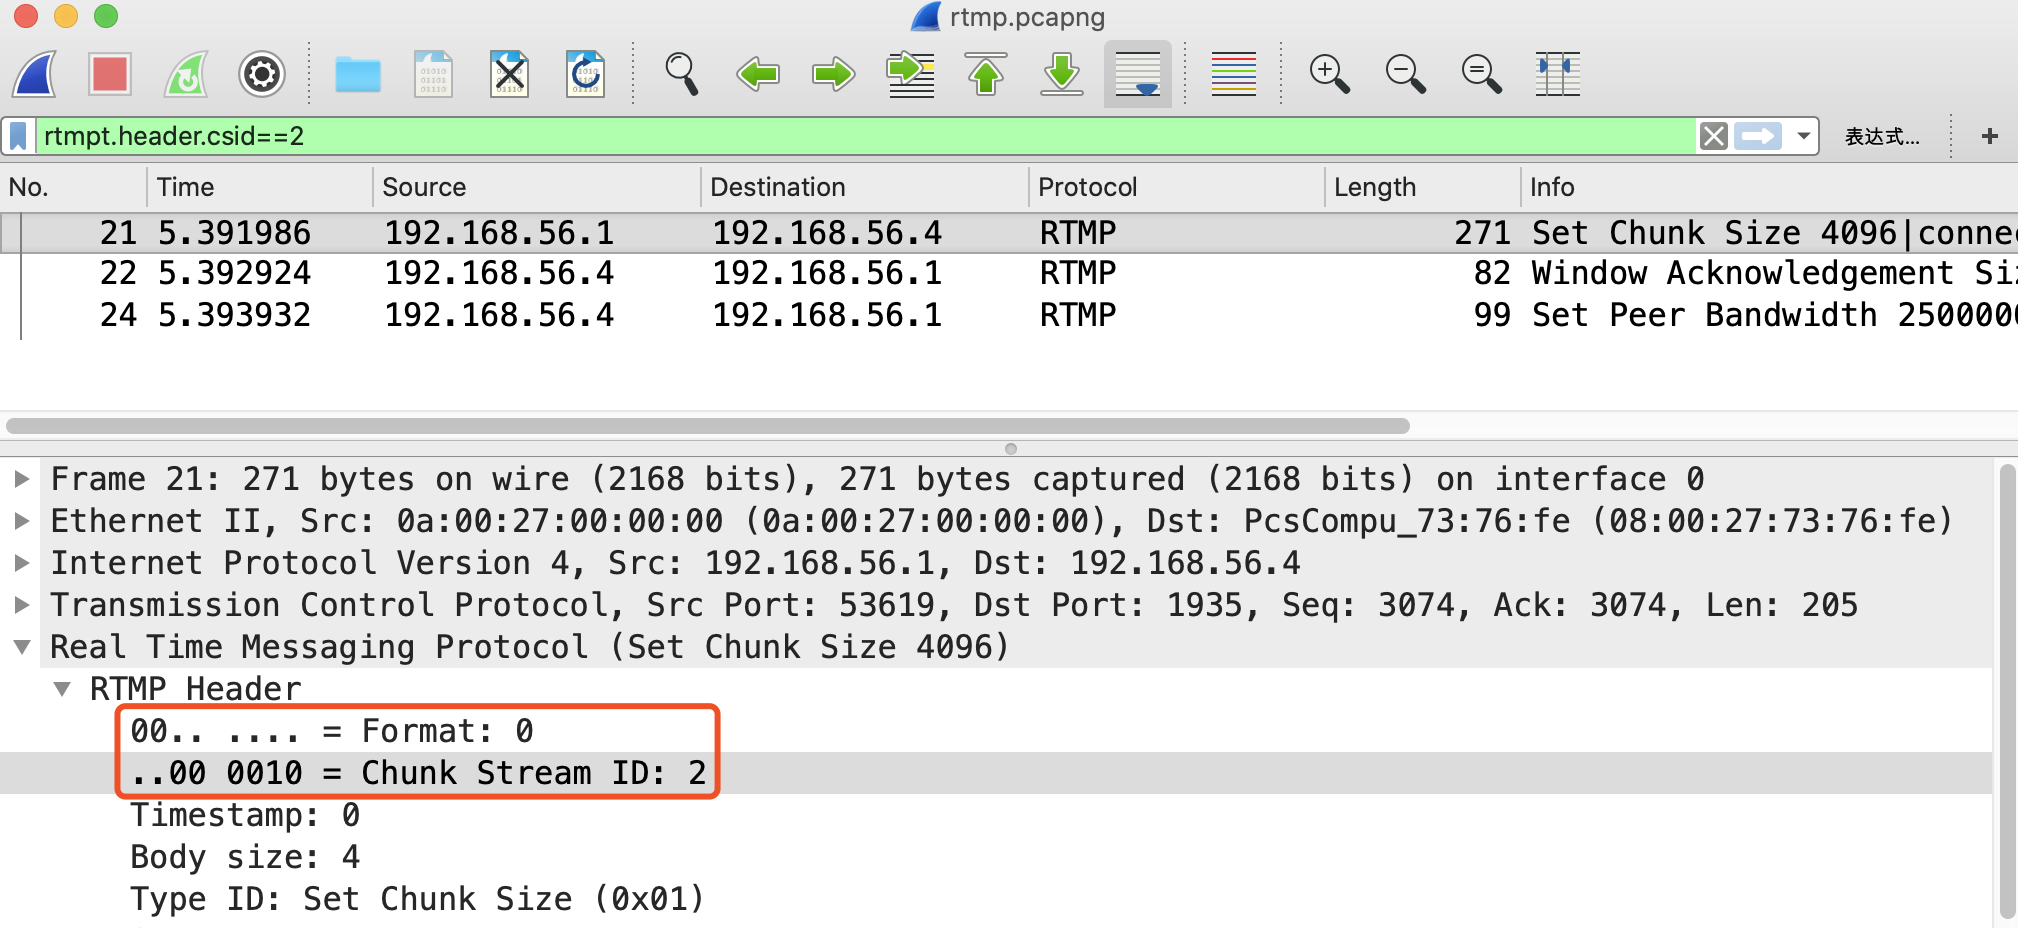 rtmp.pcapng
rtmpt.header.csid==2 表达式... +
No. Time Source Destination Protocol Length Info
21 5.391986 192.168.56.1 192.168.56.4 RTMP 271 Set Chunk Size 4096|conne
22 5.392924 192.168.56.4 192.168.56.1 RTMP 82 Window Acknowledgement Si
24 5.393932 192.168.56.4 192.168.56.1 RTMP 99 Set Peer Bandwidth 2500000
Frame 21: 271 bytes on wire (2168 bits), 271 bytes captured (2168 bits) on interface 0
Ethernet II, Src: 0a:00:27:00:00:00 (0a:00:27:00:00:00), Dst: PcsCompu_73:76:fe (08:00:27:73:76:fe)
Internet Protocol Version 4, Src: 192.168.56.1, Dst: 192.168.56.4
Transmission Control Protocol, Src Port: 53619, Dst Port: 1935, Seq: 3074, Ack: 3074, Len: 205
Real Time Messaging Protocol (Set Chunk Size 4096)
RTMP Header
00.. .... = Format: 0
..00 0010 = Chunk Stream ID: 2
Timestamp: 0
Body size: 4
Type ID: Set Chunk Size (0x01)